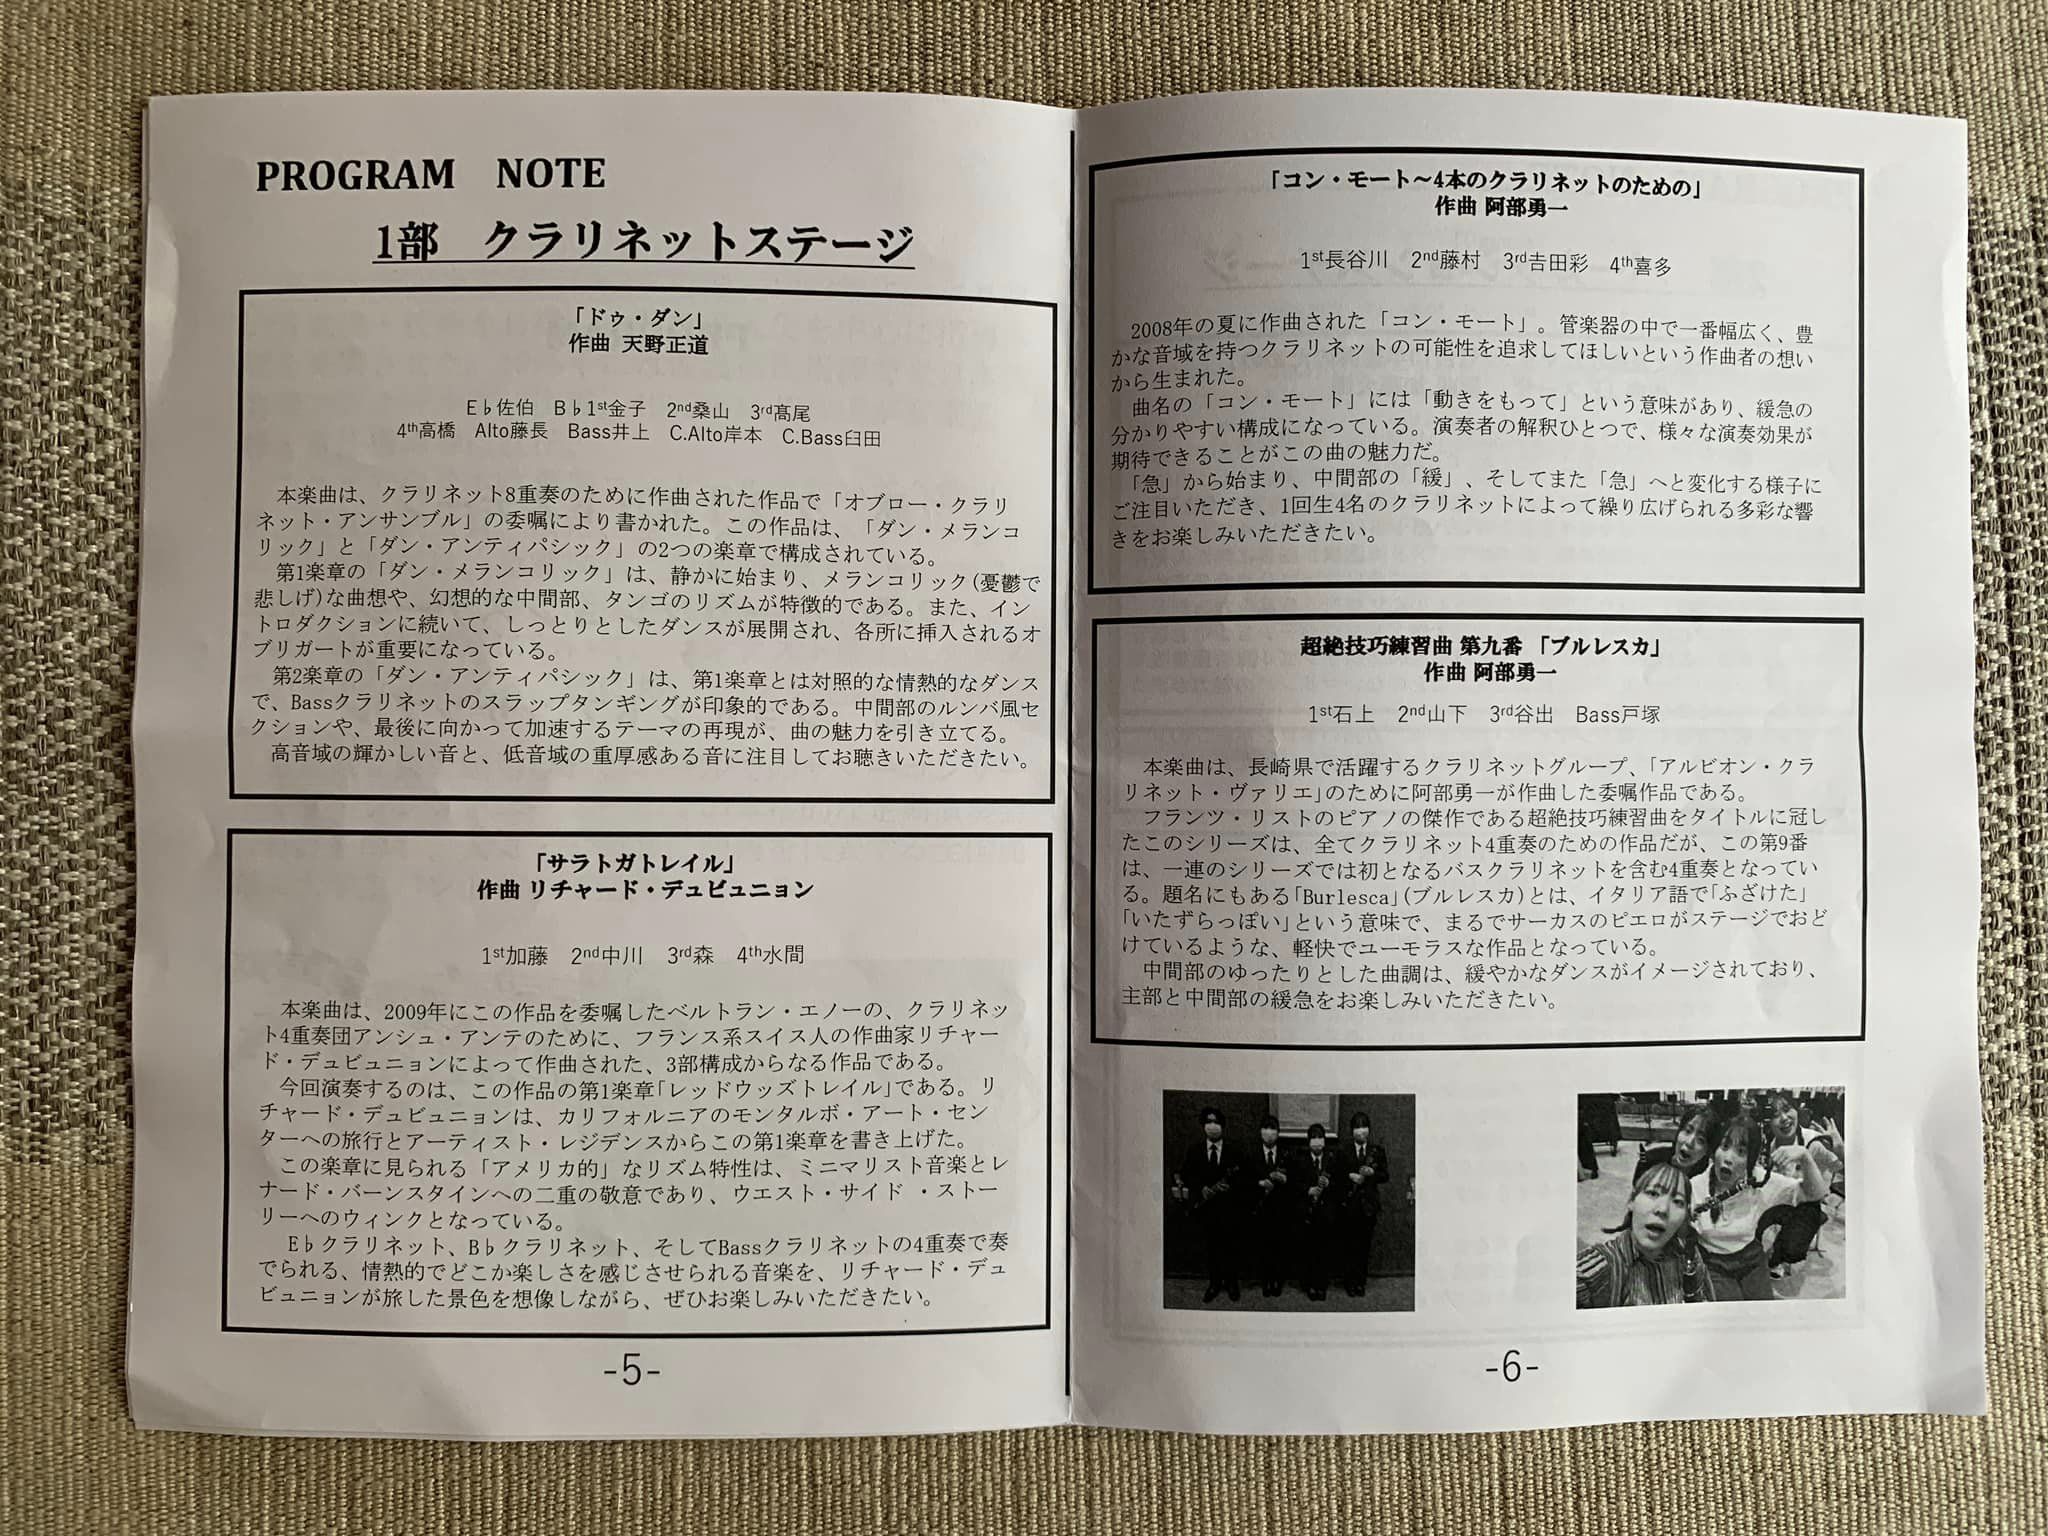 PROGRAM NOTE
1部 クラリネットステージ
「ドゥ・ダン」
作曲 天野正道
E♭佐伯 B♭1st金子 2nd桑山 3rd髙尾
4th高橋 Alto藤長 Bass井上 C.Alto岸本 C.Bass臼田
本楽曲は、クラリネット8重奏のために作曲された作品で「オブロー・クラリ
ネット・アンサンブル」の委嘱により書かれた。この作品は、「ダン・メランコ
リック」と「ダン・アンティパシック」の2つの楽章で構成されている。
第1楽章の「ダン・メランコリック」は、静かに始まり、メランコリック(憂鬱で
悲しげ)な曲想や、幻想的な中間部、タンゴのリズムが特徴的である。また、イン
トロダクションに続いて、しっとりとしたダンスが展開され、各所に挿入されるオ
ブリガートが重要になっている。
第2楽章の「ダン・アンティパシック」は、第1楽章とは対照的な情熱的なダンス
で、Bassクラリネットのスラップタンギングが印象的である。中間部のルンバ風セ
クションや、最後に向かって加速するテーマの再現が、曲の魅力を引き立てる。
高音域の輝かしい音と、低音域の重厚感ある音に注目してお聴きいただきたい。
「サラトガトレイル」
作曲 リチャード・デュビュニョン
1st加藤 2nd中川 3rd森 4th水間
本楽曲は、2009年にこの作品を委嘱したベルトラン・エノーの、クラリネッ
ト4重奏団アンシュ・アンテのために、フランス系スイス人の作曲家リチャー
ド・デュビュニョンによって作曲された、3部構成からなる作品である。
今回演奏するのは、この作品の第1楽章「レッドウッズトレイル」である。リ
チャード・デュビュニョンは、カリフォルニアのモンタルボ・アート・セン
ターへの旅行とアーティスト・レジデンスからこの第1楽章を書き上げた。
この楽章に見られる「アメリカ的」なリズム特性は、ミニマリスト音楽とレ
ナード・バーンスタインへの二重の敬意であり、ウエスト・サイド ・ストー
リーへのウィンクとなっている。
E♭クラリネット、B♭クラリネット、そしてBassクラリネットの4重奏で奏
でられる、情熱的でどこか楽しさを感じさせられる音楽を、リチャード・デュ
ビュニョンが旅した景色を想像しながら、ぜひお楽しみいただきたい。
-5-
「コン・モート～4本のクラリネットのための」
作曲 阿部勇一
1st長谷川 2nd藤村 3rd吉田彩 4th喜多
2008年の夏に作曲された「コン・モート」。管楽器の中で一番幅広く、豊
かな音域を持つクラリネットの可能性を追求してほしいという作曲者の想い
から生まれた。
曲名の「コン・モート」には「動きをもって」という意味があり、緩急の
分かりやすい構成になっている。演奏者の解釈ひとつで、様々な演奏効果が
期待できることがこの曲の魅力だ。
「急」から始まり、中間部の「緩」、そしてまた「急」へと変化する様子に
ご注目いただき、1回生4名のクラリネットによって繰り広げられる多彩な響
きをお楽しみいただきたい。
超絶技巧練習曲 第九番 「ブルレスカ」
作曲 阿部勇一
1st石上 2nd山下 3rd谷出 Bass戸塚
本楽曲は、長崎県で活躍するクラリネットグループ、「アルビオン・クラ
リネット・ヴァリエ」のために阿部勇一が作曲した委嘱作品である。
フランツ・リストのピアノの傑作である超絶技巧練習曲をタイトルに冠し
たこのシリーズは、全てクラリネット4重奏のための作品だが、この第9番
は、一連のシリーズでは初となるバスクラリネットを含む4重奏となってい
る。題名にもある「Burlesca」(ブルレスカ)とは、イタリア語で「ふざけた」
「いたずらっぽい」という意味で、まるでサーカスのピエロがステージでおど
けているような、軽快でユーモラスな作品となっている。
中間部のゆったりとした曲調は、緩やかなダンスがイメージされており、
主部と中間部の緩急をお楽しみいただきたい。
-6-